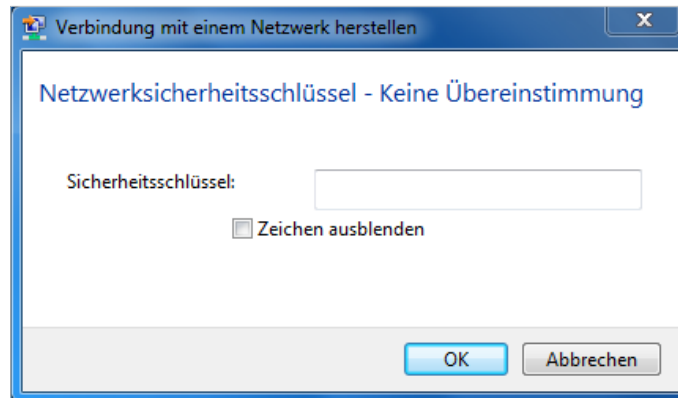 Verbindung mit einem Netzwerk herstellen
Netzwerksicherheitsschlüssel - Keine Übereinstimmung
Sicherheitsschlüssel:
Zeichen ausblenden
OK
Abbrechen